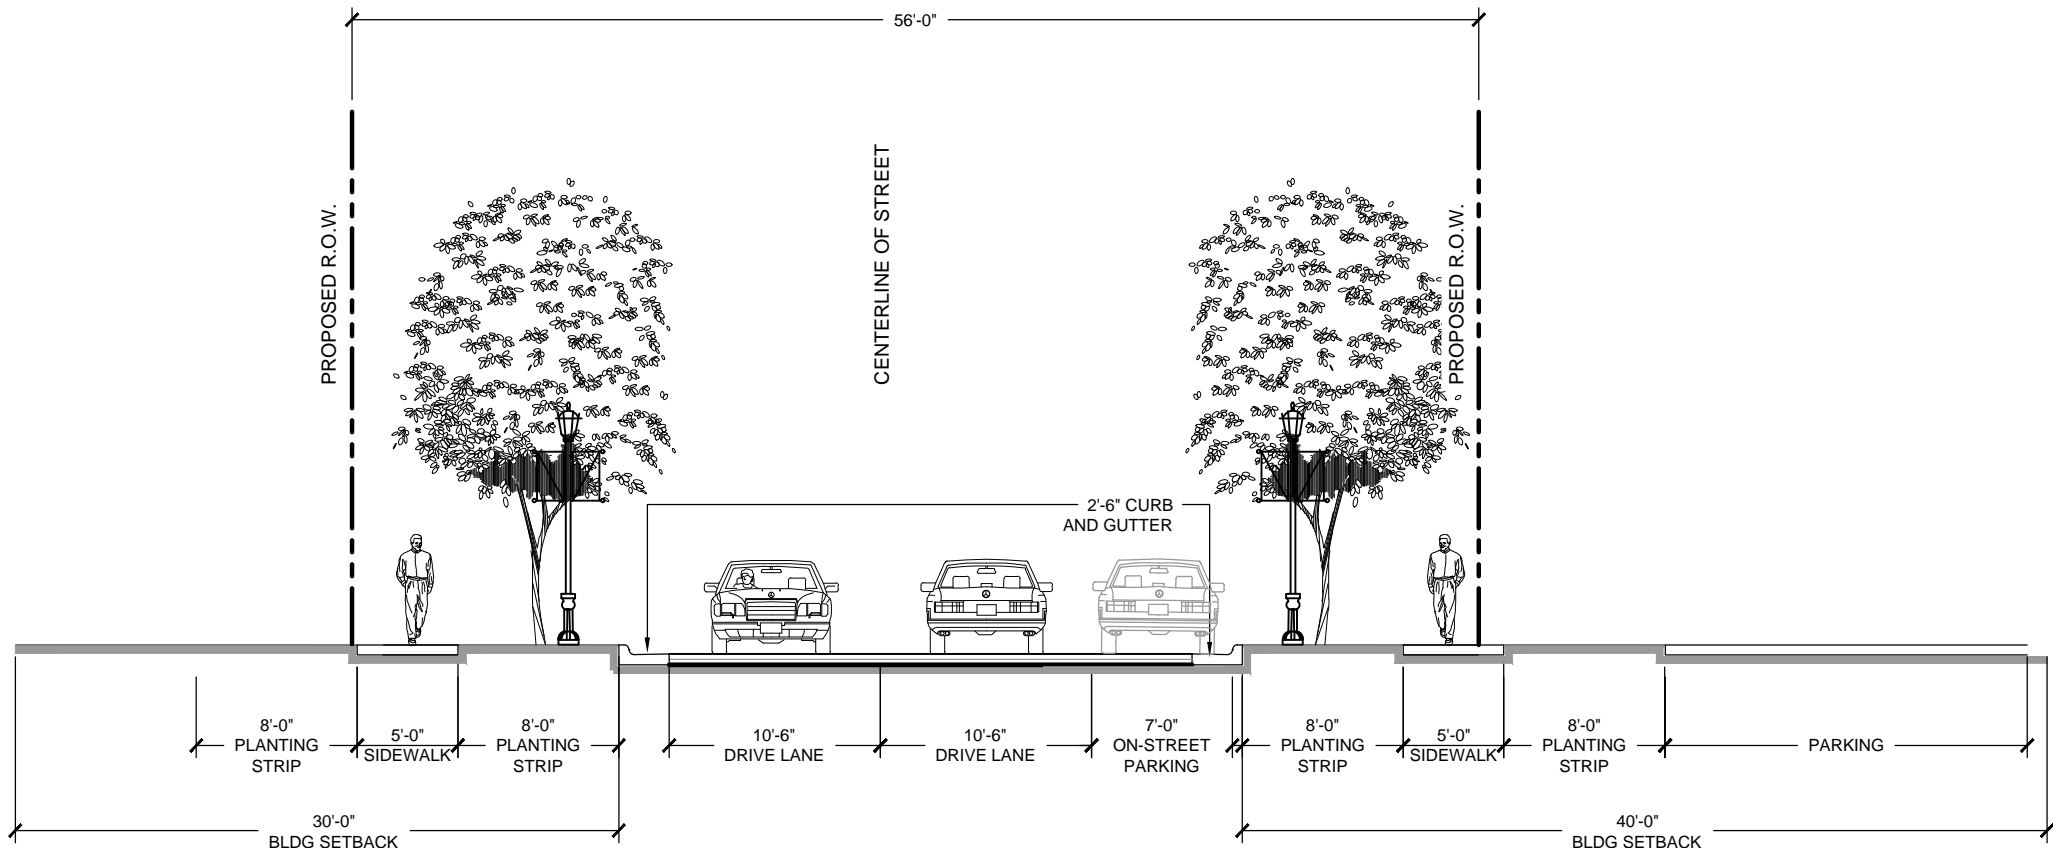 56'-0"
PROPOSED R.O.W.
CENTERLINE OF STREET
PROPOSED R.O.W.
2'-6" CURB
AND GUTTER
8'-0"
PLANTING
STRIP
5'-0"
SIDEWALK
8'-0"
PLANTING
STRIP
10'-6"
DRIVE LANE
10'-6"
DRIVE LANE
7'-0"
ON-STREET
PARKING
8'-0"
PLANTING
STRIP
5'-0"
SIDEWALK
8'-0"
PLANTING
STRIP
PARKING
30'-0"
BLDG SETBACK
40'-0"
BLDG SETBACK